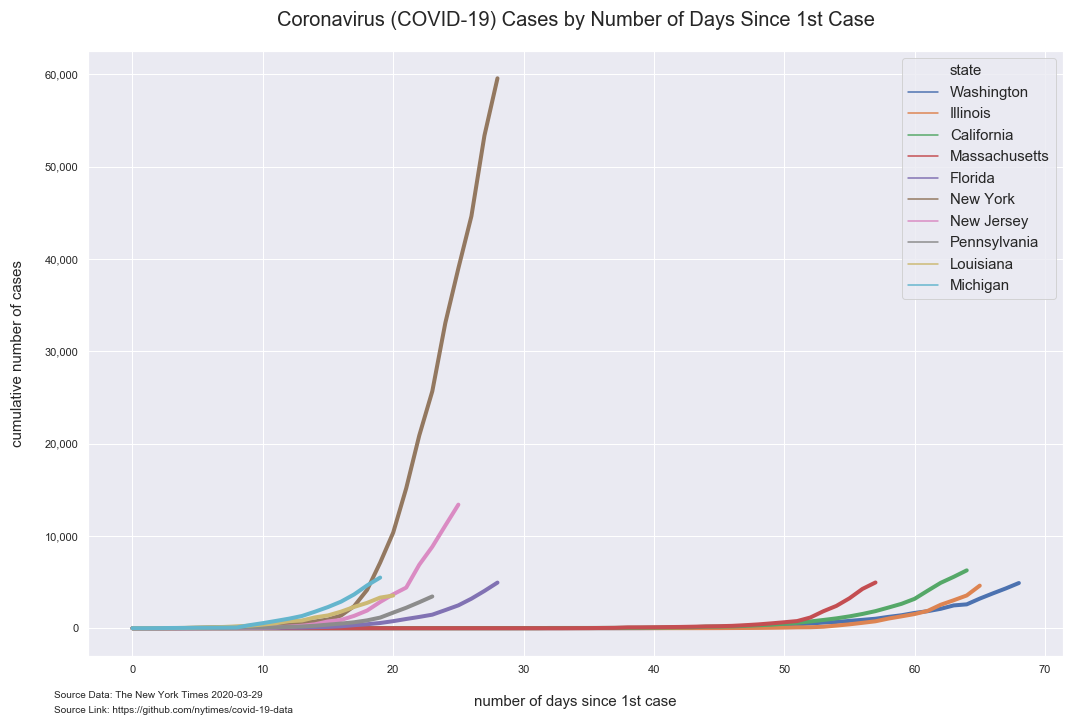 Coronavirus (COVID-19) Cases by Number of Days Since 1st Case
state
Washington
Illinois
California
Massachusetts
Florida
New York
New Jersey
Pennsylvania
Louisiana
Michigan
cumulative number of cases
60,000
50,000
40,000
30,000
20,000
10,000
0
0 10 20 30 40 50 60 70
number of days since 1st case
Source Data: The New York Times 2020-03-29
Source Link: https://github.com/nytimes/covid-19-data